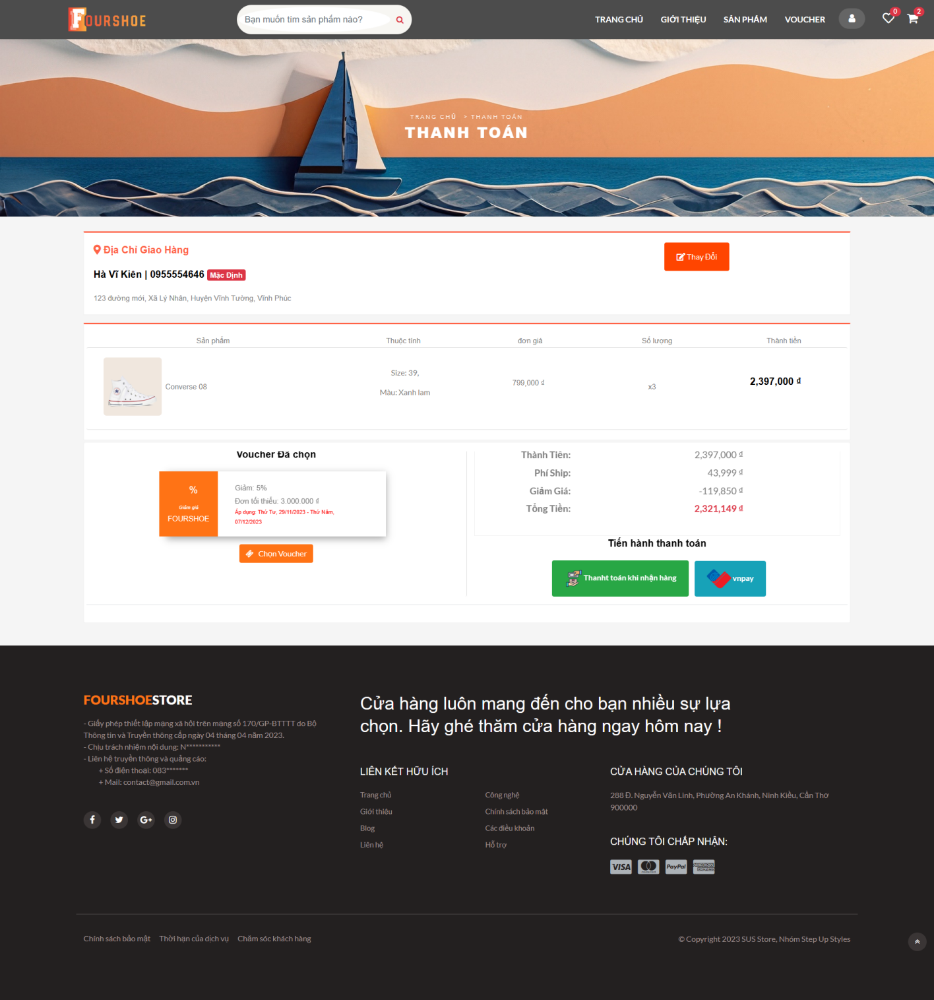 FOURSHOE
Bạn muốn tìm sản phẩm nào?
TRANG CHỦ GIỚI THIỆU SẢN PHẨM VOUCHER 0 2
TRANG CHỦ > THANH TOÁN
THANH TOÁN
Địa Chỉ Giao Hàng
Thay Đổi
Hà Vĩ Kiên | 0955554646 Mặc Định
123 đường mới, Xã Lý Nhân, Huyện Vĩnh Tường, Vĩnh Phúc
Sản phẩm Thuộc tính đơn giá Số lượng Thành tiền
Converse 08
Size: 39,
Màu: Xanh lam
799,000 ₫
x3
2,397,000 ₫
Voucher Đã chọn
%
Giảm giá
FOURSHOE
Giảm: 5%
Đơn tối thiểu: 3.000.000 ₫
Áp dụng: Thứ Tư, 29/11/2023 - Thứ Năm,
07/12/2023
Chọn Voucher
Thành Tiên: 2,397,000 ₫
Phí Ship: 43,999 ₫
Giảm Giá: -119,850 ₫
Tổng Tiền: 2,321,149 ₫
Tiến hành thanh toán
Thanht toán khi nhận hàng
vnpay
FOURSHOESTORE
- Giấy phép thiết lập mạng xã hội trên mạng số 170/GP-BTTTT do Bộ
Thông tin và Truyền thông cấp ngày 04 tháng 04 năm 2023.
- Chịu trách nhiệm nội dung: N***********
- Liên hệ truyền thông và quảng cáo:
+ Số điện thoại: 083*******
+ Mail: contact@gmail.com.vn
Cửa hàng luôn mang đến cho bạn nhiều sự lựa
chọn. Hãy ghé thăm cửa hàng ngay hôm nay !
LIÊN KẾT HỮU ÍCH
Trang chủ
Giới thiệu
Blog
Liên hệ
Công nghệ
Chính sách bảo mật
Các điều khoản
Hỗ trợ
CỬA HÀNG CỦA CHÚNG TÔI
288 Đ. Nguyễn Văn Linh, Phường An Khánh, Ninh Kiều, Cần Thơ
900000
CHÚNG TÔI CHẤP NHẬN:
VISA mastercard PayPal AMERICAN EXPRESS
Chính sách bảo mật Thời hạn của dịch vụ Chăm sóc khách hàng
© Copyright 2023 SUS Store, Nhóm Step Up Styles